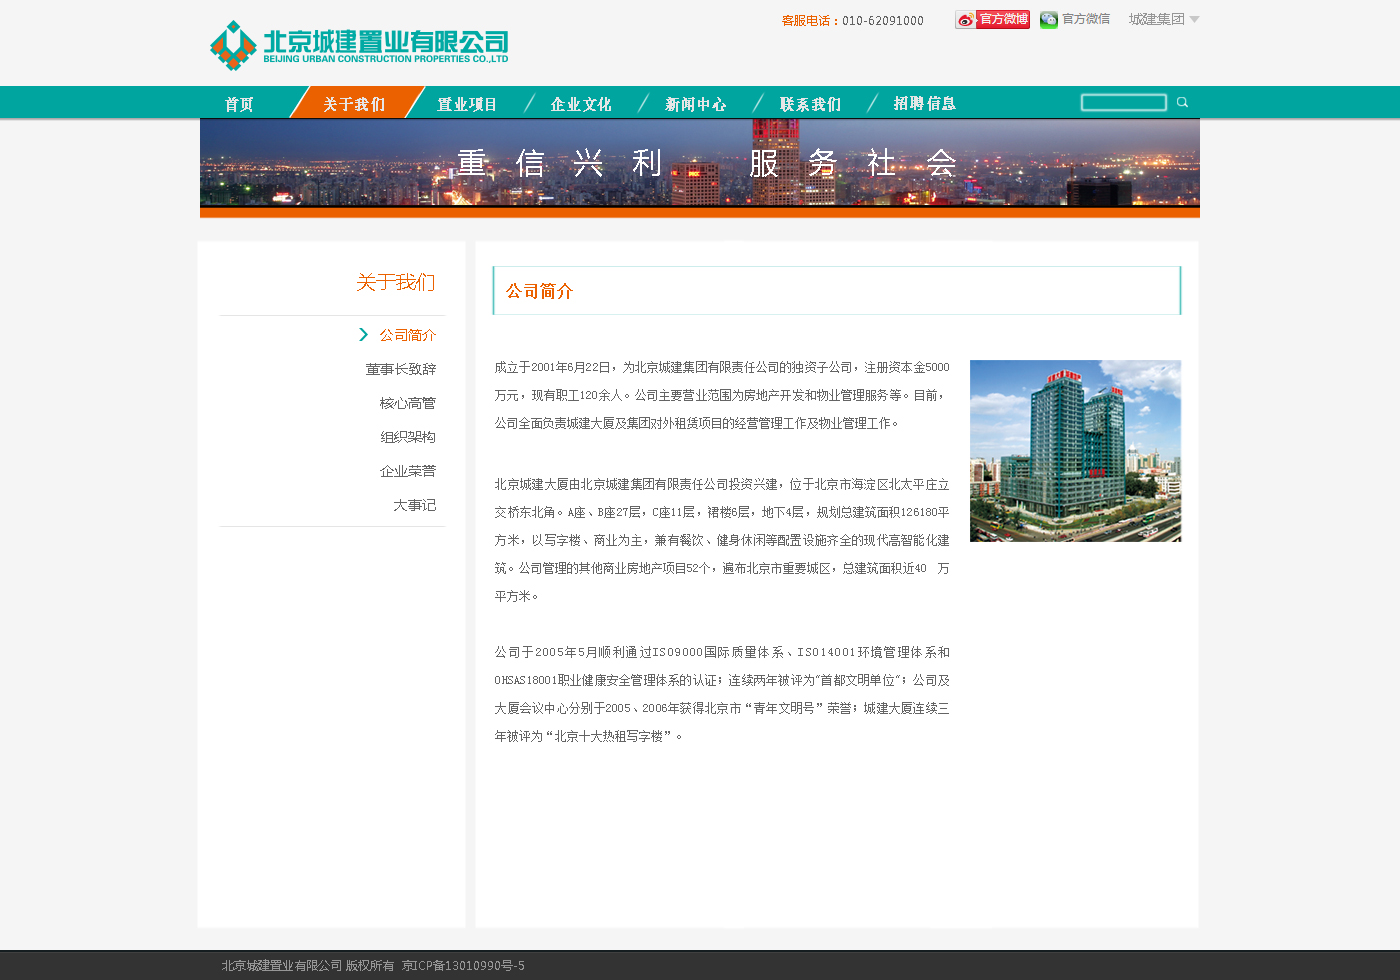 客服电话：010-62091000
官方微博
官方微信
城建集团
北京城建置业有限公司
BEIJING URBAN CONSTRUCTION PROPERTIES CO.,LTD
首页
关于我们
置业项目
企业文化
新闻中心
联系我们
招聘信息
重信兴利 服务社会
关于我们
公司简介
董事长致辞
核心高管
组织架构
企业荣誉
大事记
公司简介
成立于2001年6月22日，为北京城建集团有限责任公司的独资子公司，注册资本金5000
万元，现有职工120余人。公司主要营业范围为房地产开发和物业管理服务等。目前，
公司全面负责城建大厦及集团对外租赁项目的经营管理工作及物业管理工作。
北京城建大厦由北京城建集团有限责任公司投资兴建，位于北京市海淀区北太平庄立
交桥东北角。A座、B座27层，C座11层，裙楼6层，地下4层，规划总建筑面积126180平
方米，以写字楼、商业为主，兼有餐饮、健身休闲等配置设施齐全的现代高智能化建
筑。公司管理的其他商业房地产项目52个，遍布北京市重要城区，总建筑面积近40 万
平方米。
公司于2005年5月顺利通过ISO9000国际质量体系、ISO14001环境管理体系和
OHSAS18001职业健康安全管理体系的认证；连续两年被评为"首都文明单位"；公司及
大厦会议中心分别于2005、2006年获得北京市“青年文明号”荣誉；城建大厦连续三
年被评为“北京十大热租写字楼”。
北京城建置业有限公司 版权所有 京ICP备13010990号-5